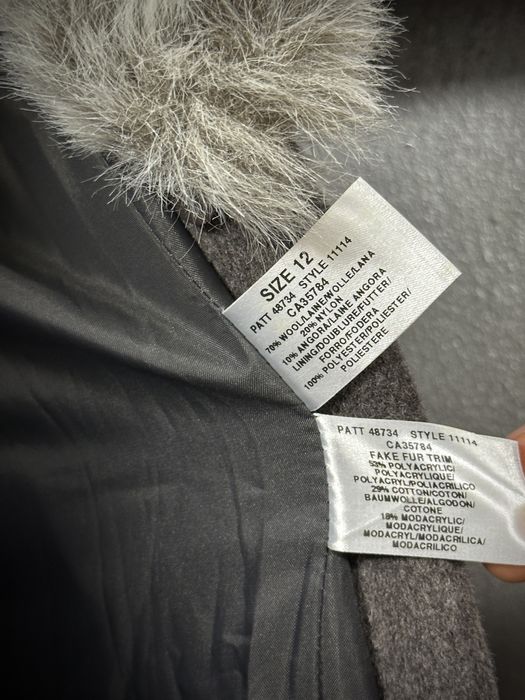 SIZE 12
PATT 48734 STYLE 11114
CA35784
70% WOOL/LAINE/WOLLE/LANA
20% NYLON
10% ANGORA/LAINE ANGORA
LINING/DOUBLURE/FUTTER/
FORRO/FODERA
100% POLYESTER/POLIESTER/
POLIESTERE
PATT 48734 STYLE 11114
CA35784
FAKE FUR TRIM
53% POLYACRYLIC/
POLYACRYLIQUE/
POLYACRYL/POLIACRILICO
29% COTTON/COTON/
BAUMWOLLE/ALGODON/
COTONE
18% MODACRYLIC/
MODACRYLIQUE/
MODACRYL/MODACRILICA/
MODACRILICO